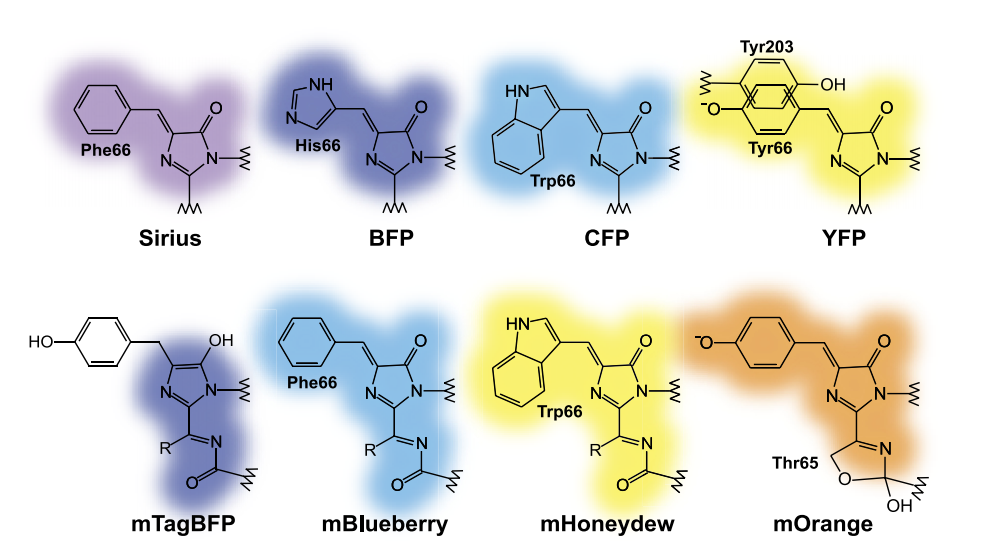 Tyr203
NH
N
O
Phe66
N
N
His66
N
N
O
HN
O
Trp66
N
N
OH
⁻O
O
Tyr66
N
N
Sirius
BFP
CFP
YFP
HO
OH
N
N
R
N
O
O
Phe66
N
N
R
N
O
HN
O
Trp66
N
N
R
N
O
⁻O
O
N
N
Thr65
N
O
OH
mTagBFP
mBlueberry
mHoneydew
mOrange